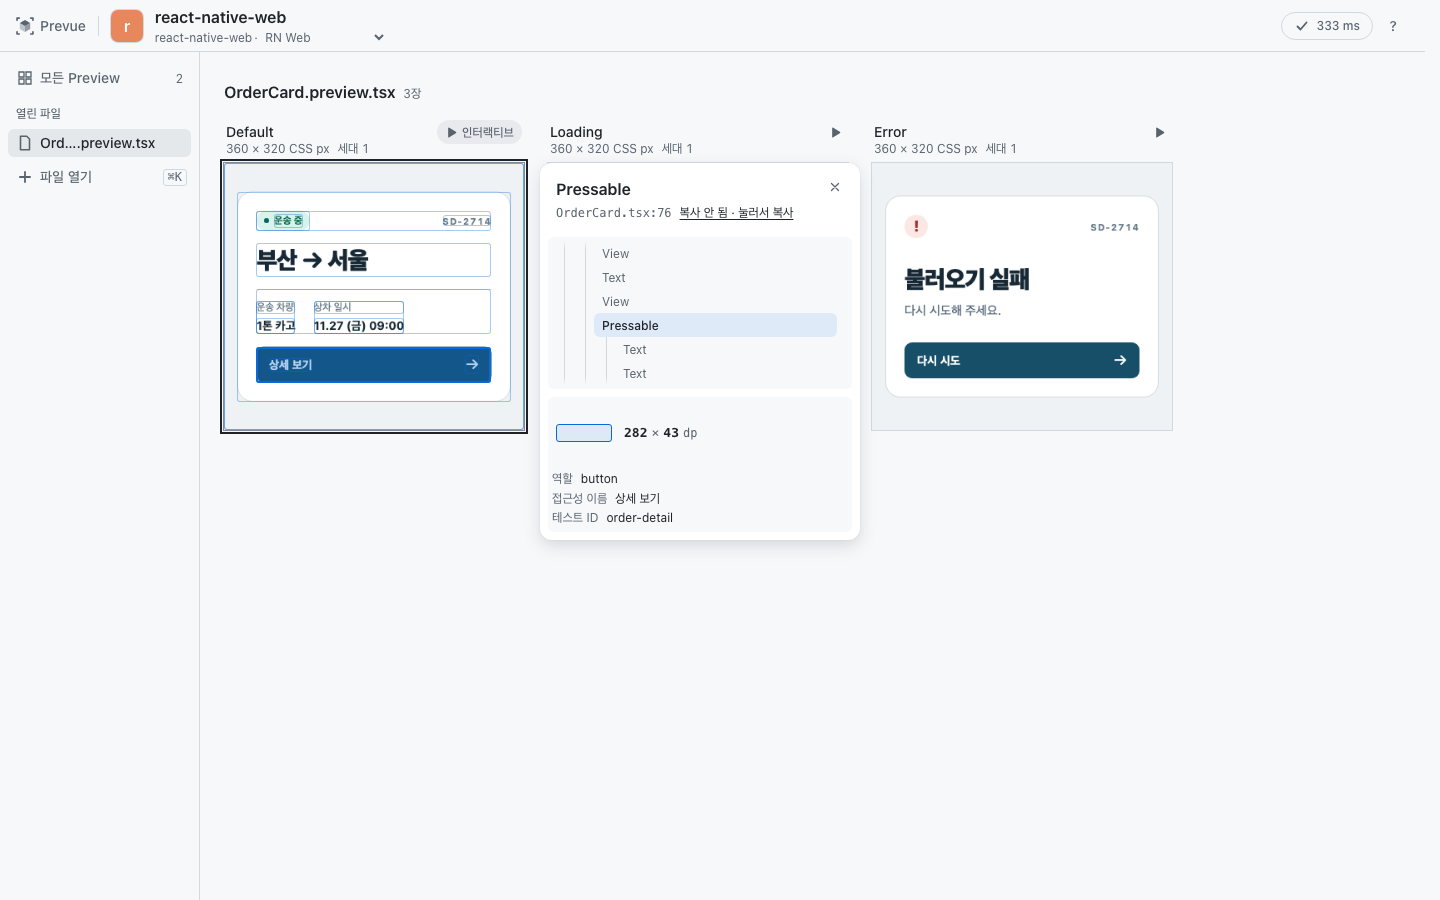 Prevue
r
react-native-web
react-native-web · RN Web
333 ms
?
모든 Preview 2
열린 파일
Ord....preview.tsx
파일 열기 ⌘K
OrderCard.preview.tsx 3장
Default
인터랙티브
360 × 320 CSS px 세대 1
운송 중
SD-2714
부산 → 서울
운송 차량
상차 일시
1톤 카고
11.27 (금) 09:00
상세 보기 →
Loading
360 × 320 CSS px 세대 1
Pressable
OrderCard.tsx:76 복사 안 됨 · 눌러서 복사
View
Text
View
Pressable
Text
Text
282 × 43 dp
역할 button
접근성 이름 상세 보기
테스트 ID order-detail
Error
360 × 320 CSS px 세대 1
!
SD-2714
불러오기 실패
다시 시도해 주세요.
다시 시도 →